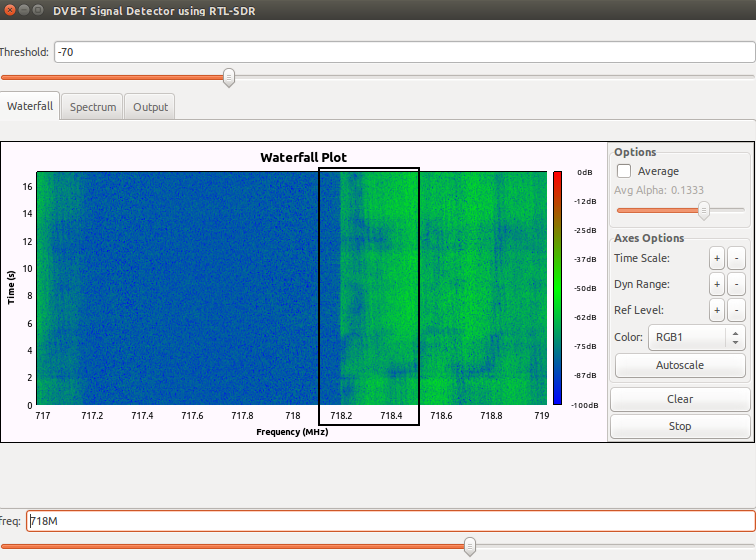 DVB-T Signal Detector using RTL-SDR
Threshold: -70
Waterfall Spectrum Output
Waterfall Plot
Time (s)
16
14
12
10
8
6
4
2
0
717 717.2 717.4 717.6 717.8 718 718.2 718.4 718.6 718.8 719
Frequency (MHz)
0dB
-12dB
-25dB
-37dB
-50dB
-62dB
-75dB
-87dB
-100dB
Options
Average
Avg Alpha: 0.1333
Axes Options
Time Scale: + -
Dyn Range: + -
Ref Level: + -
Color: RGB1
Autoscale
Clear
Stop
freq: 718M